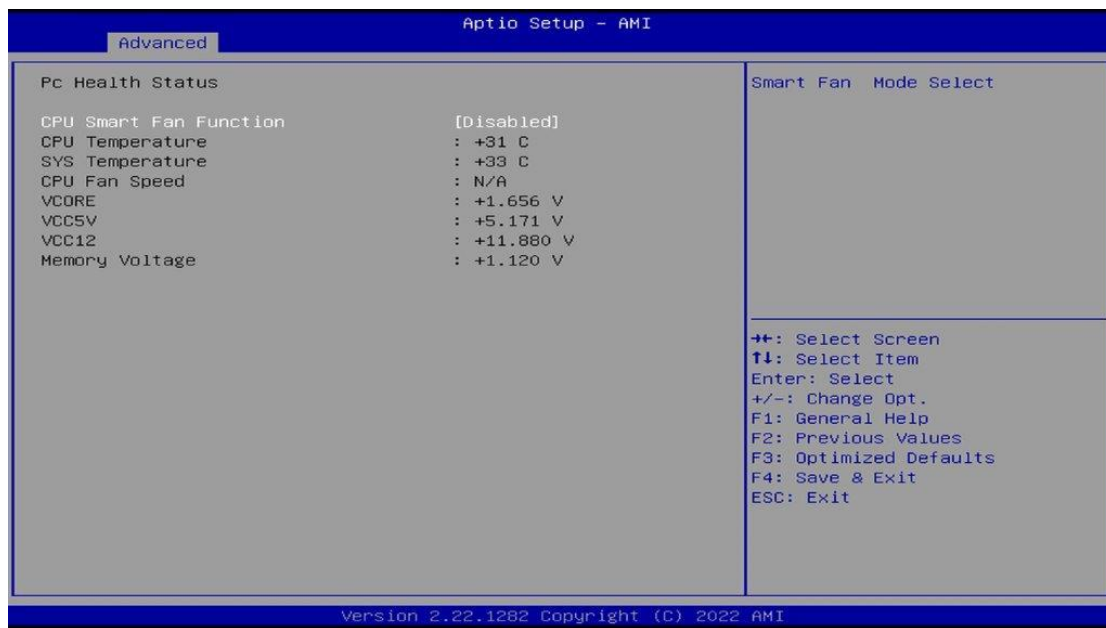 Aptio Setup - AMI
Advanced
Pc Health Status
CPU Smart Fan Function [Disabled]
CPU Temperature : +31 C
SYS Temperature : +33 C
CPU Fan Speed : N/A
VCORE : +1.656 V
VCC5V : +5.171 V
VCC12 : +11.880 V
Memory Voltage : +1.120 V
Smart Fan Mode Select
→←: Select Screen
↑↓: Select Item
Enter: Select
+/-: Change Opt.
F1: General Help
F2: Previous Values
F3: Optimized Defaults
F4: Save & Exit
ESC: Exit
Version 2.22.1282 Copyright (C) 2022 AMI